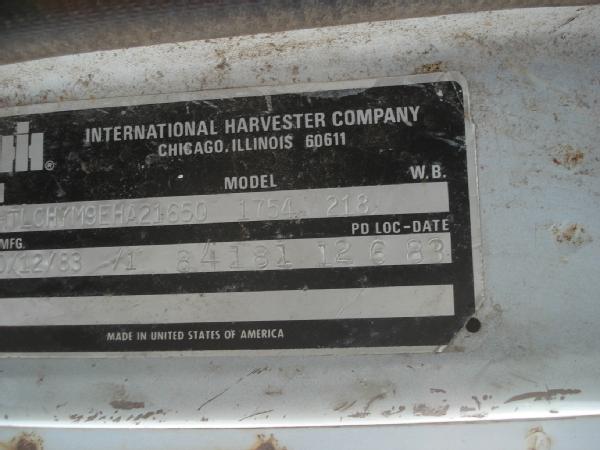 INTERNATIONAL HARVESTER COMPANY
CHICAGO, ILLINOIS 60611
MODEL W.B.
TLCHYM9EHA21650 1754 218
MFG. PD LOC-DATE
/12/83 /1 84181 12 6 83
MADE IN UNITED STATES OF AMERICA